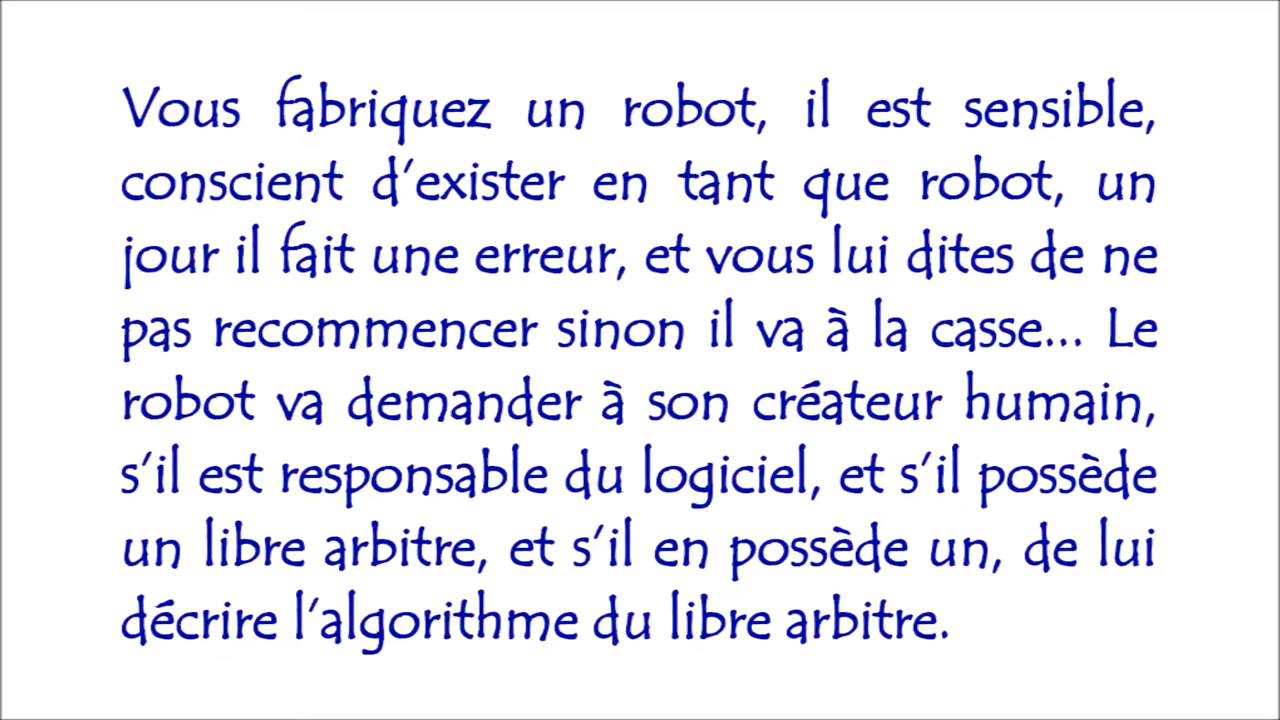 Vous fabriquez un robot, il est sensible,
conscient d'exister en tant que robot, un
jour il fait une erreur, et vous lui dites de ne
pas recommencer sinon il va à la casse... Le
robot va demander à son créateur humain,
s'il est responsable du logiciel, et s'il possède
un libre arbitre, et s'il en possède un, de lui
décrire l'algorithme du libre arbitre.